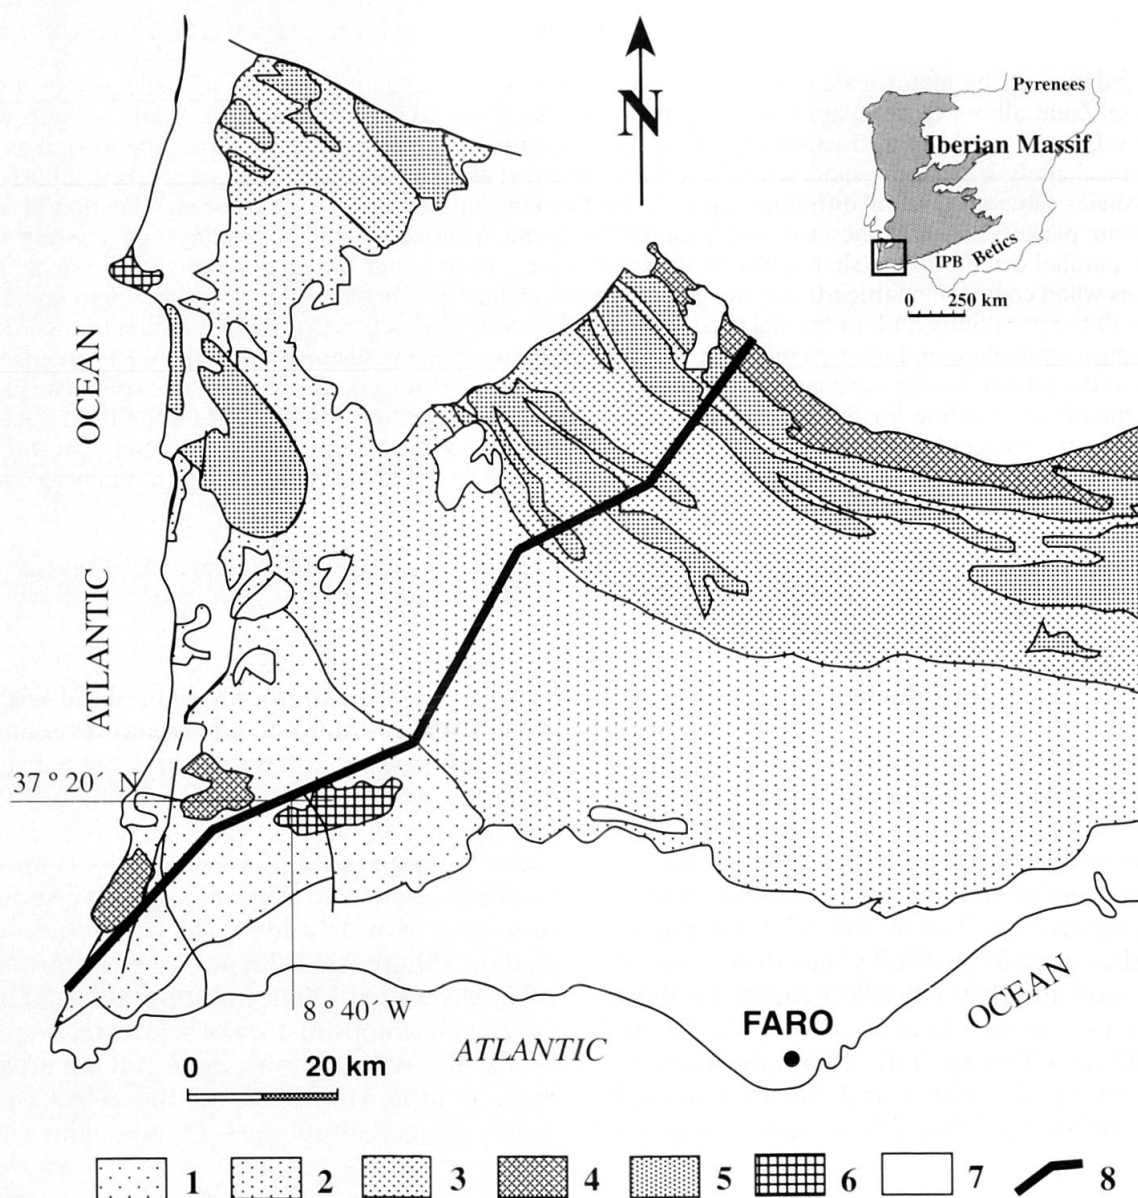 N
Pyrenees
Iberian Massif
IPB
Betics
0 250 km
OCEAN
ATLANTIC
37 º 20´ N
8 º 40´ W
FARO
ATLANTIC
OCEAN
0 20 km
1 2 3 4 5 6 7 8